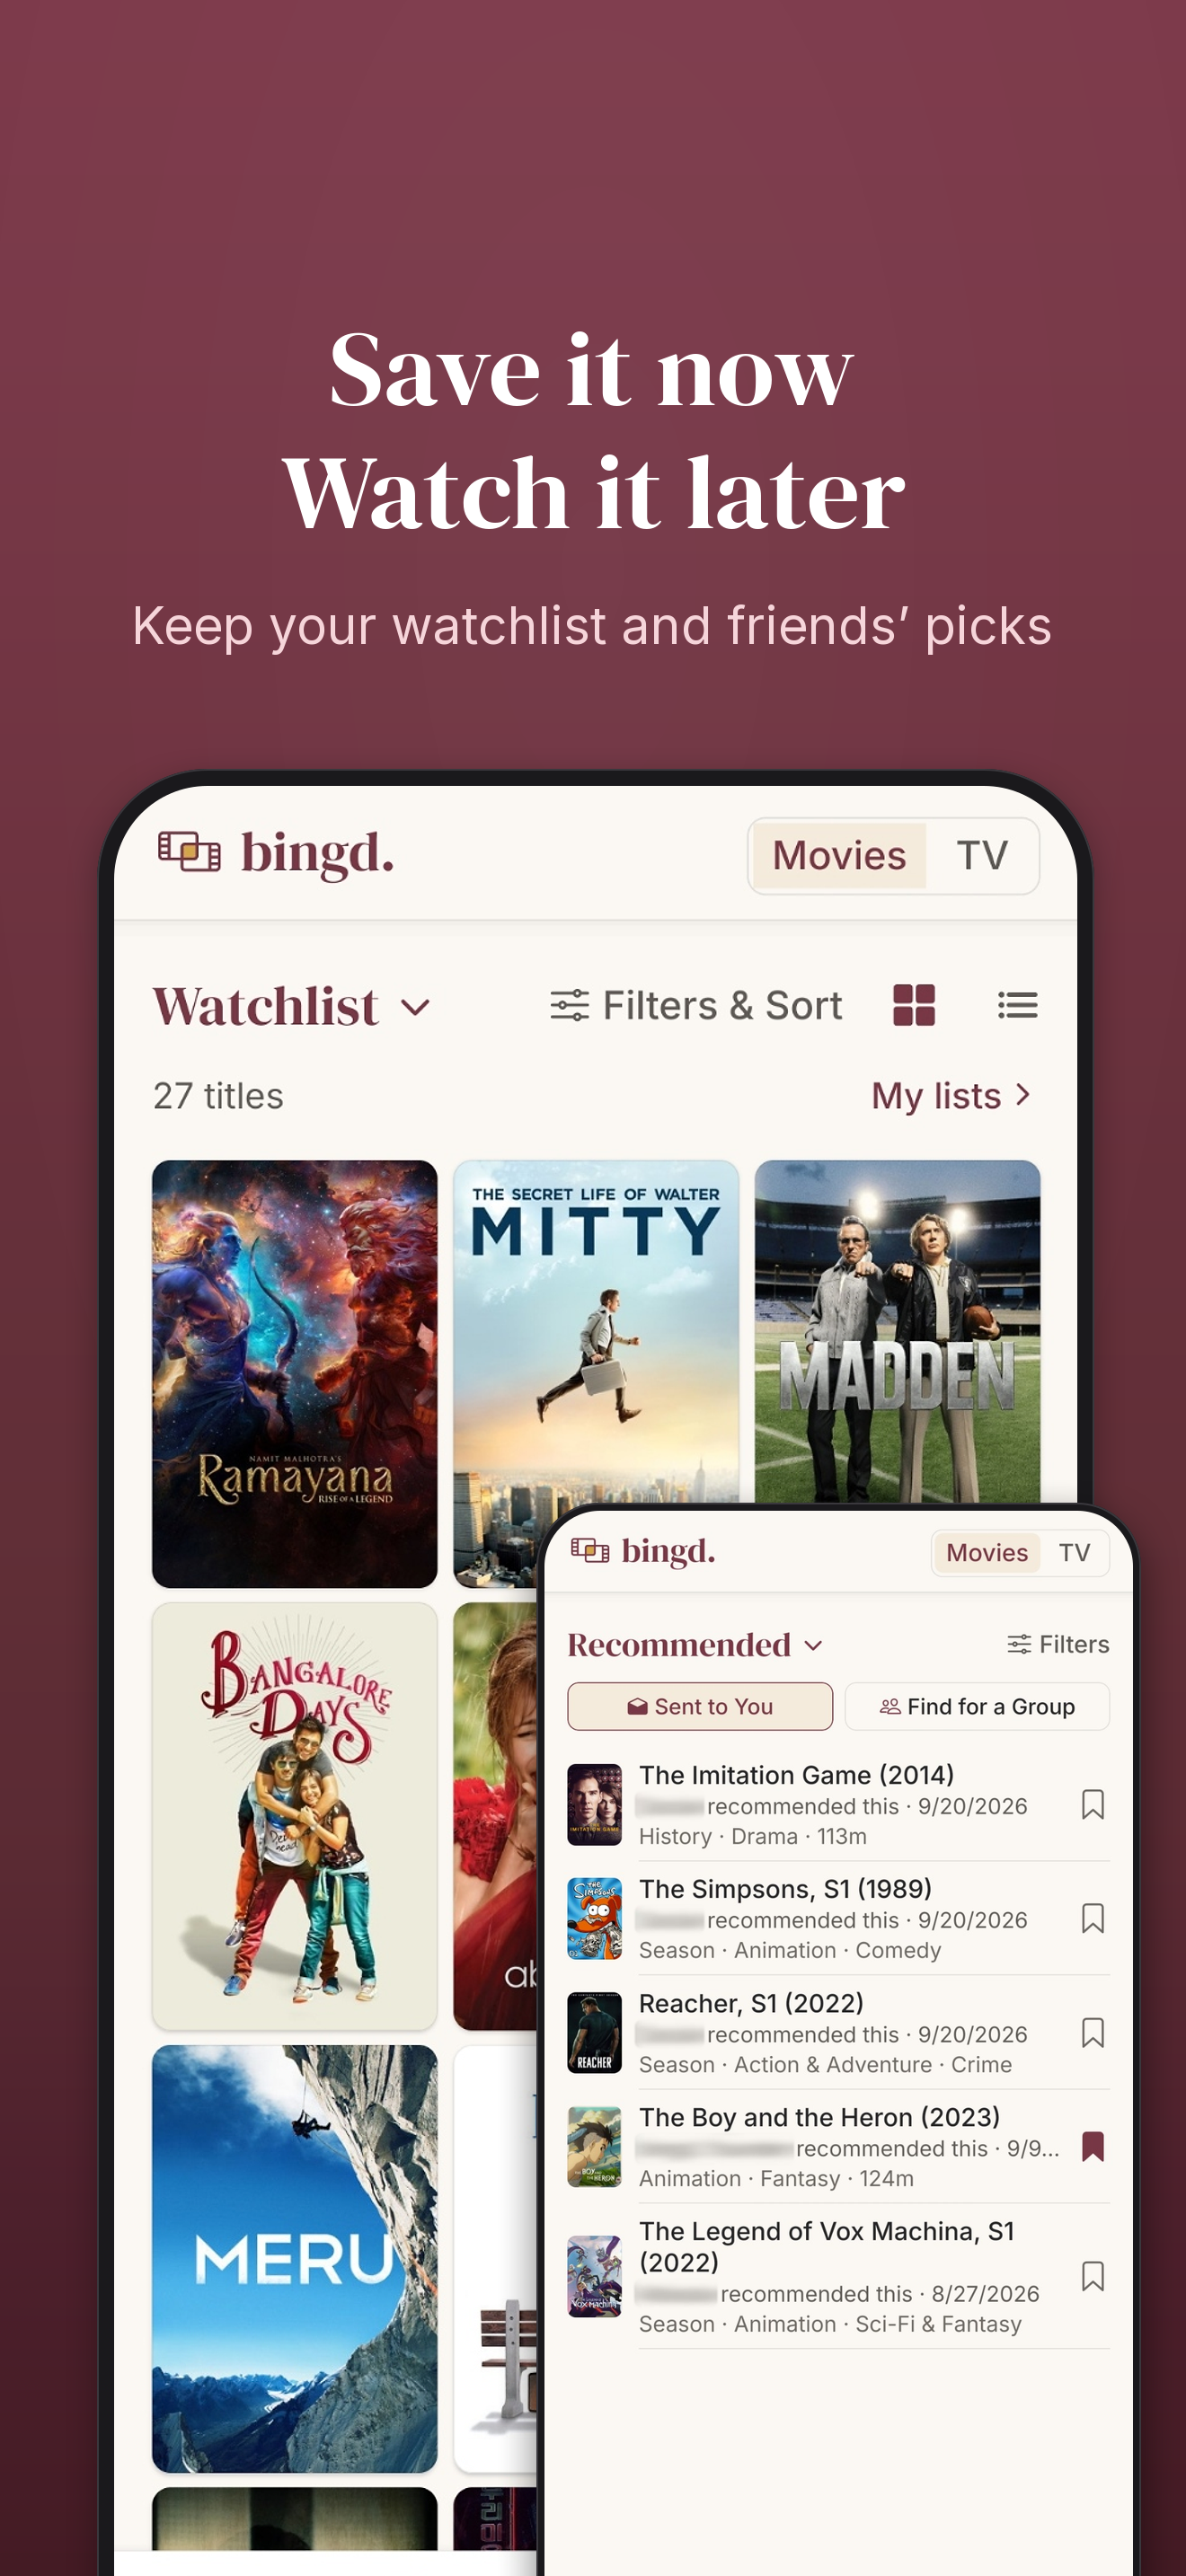 Save it now
Watch it later
Keep your watchlist and friends’ picks
bingd.
Movies TV
Watchlist
Filters & Sort
27 titles
My lists
NAMIT MALHOTRA'S
Ramayana
RISE OF A LEGEND
THE SECRET LIFE OF WALTER
MITTY
MADDEN
BANGALORE
DAYS
ab
MERU
bingd.
Movies TV
Recommended
Filters
Sent to You
Find for a Group
The Imitation Game (2014)
recommended this · 9/20/2026
History · Drama · 113m
The Simpsons, S1 (1989)
recommended this · 9/20/2026
Season · Animation · Comedy
Reacher, S1 (2022)
recommended this · 9/20/2026
Season · Action & Adventure · Crime
REACHER
The Boy and the Heron (2023)
recommended this · 9/9...
Animation · Fantasy · 124m
The Legend of Vox Machina, S1
(2022)
recommended this · 8/27/2026
Season · Animation · Sci-Fi & Fantasy